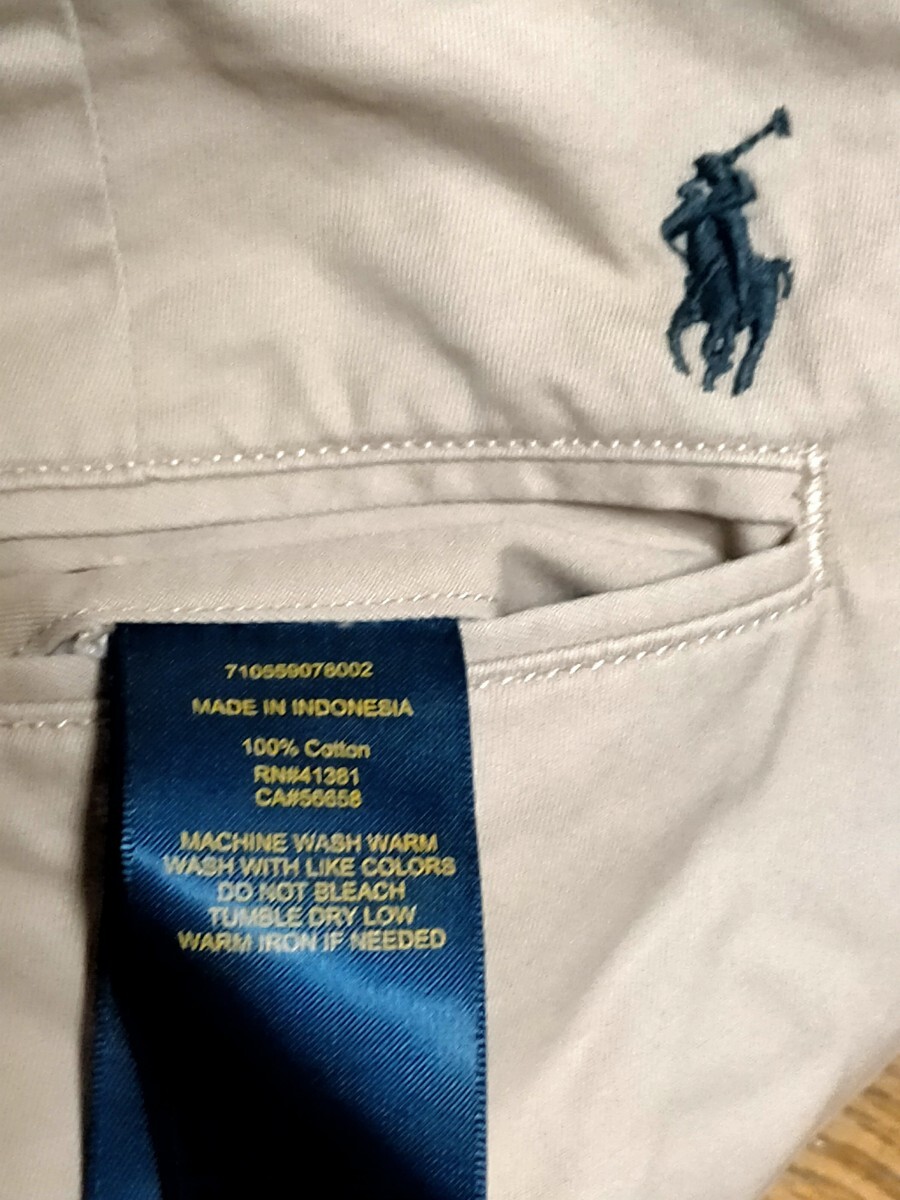 710659078002
MADE IN INDONESIA
100% Cotton
RN#41381
CA#56658
MACHINE WASH WARM
WASH WITH LIKE COLORS
DO NOT BLEACH
TUMBLE DRY LOW
WARM IRON IF NEEDED